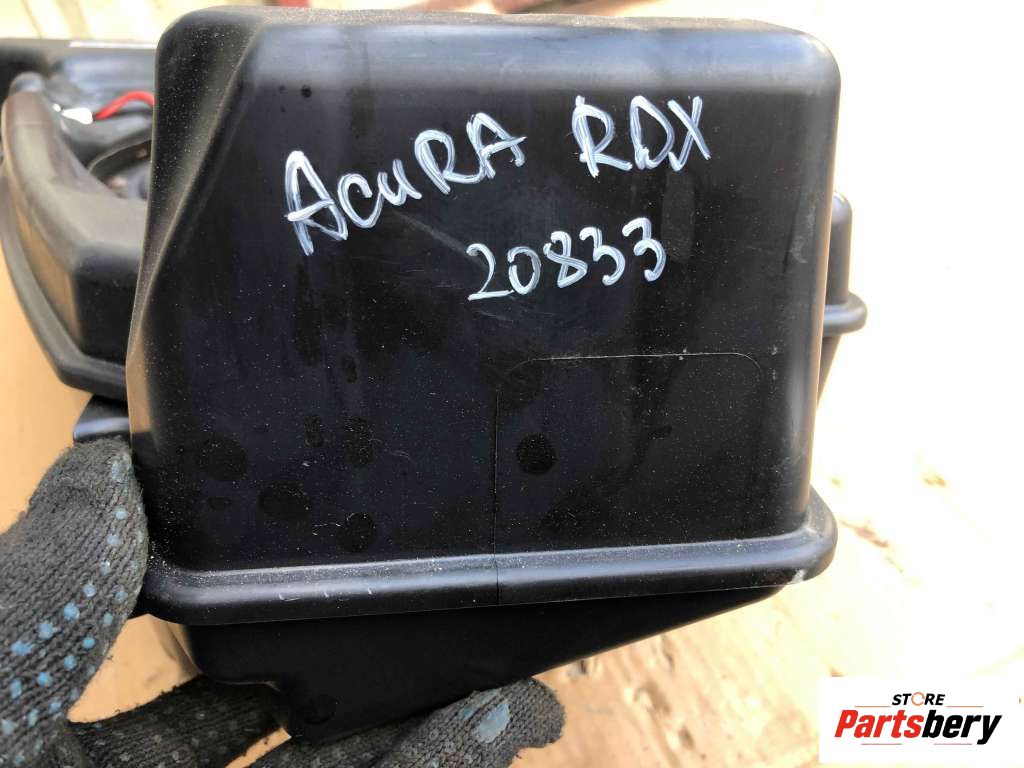 ACURA RDX
20833
STORE
Partsbery